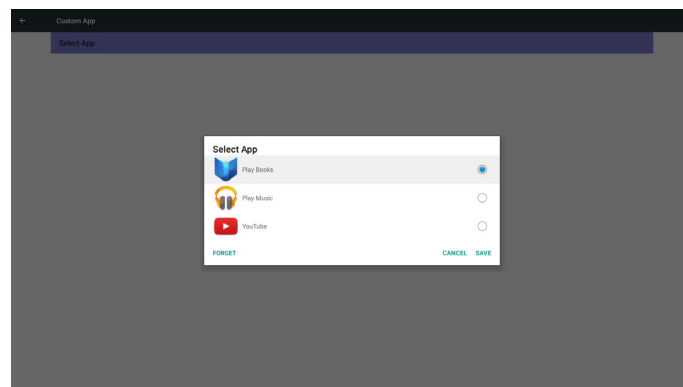 Custom App
Select App
Select App
Play Books
Play Music
YouTube
FORGET CANCEL SAVE